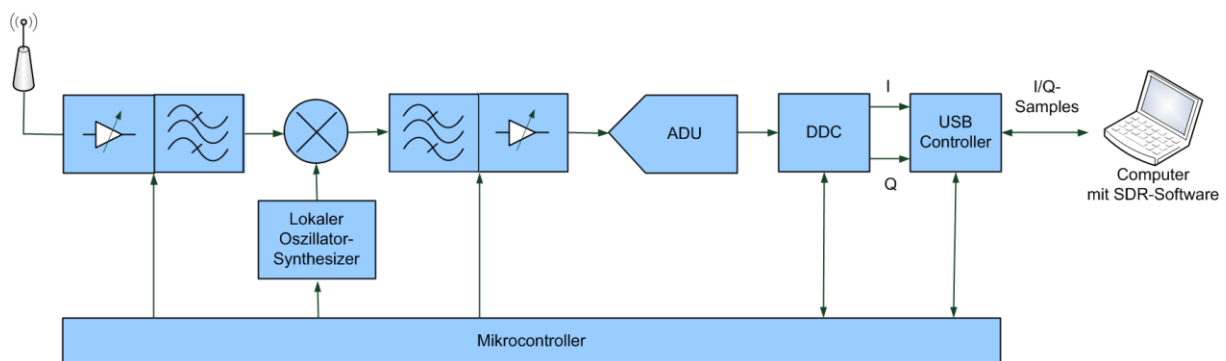 I
I/Q-
Samples
ADU
DDC
USB
Controller
Q
Computer
mit SDR-Software
Lokaler
Oszillator-
Synthesizer
Mikrocontroller